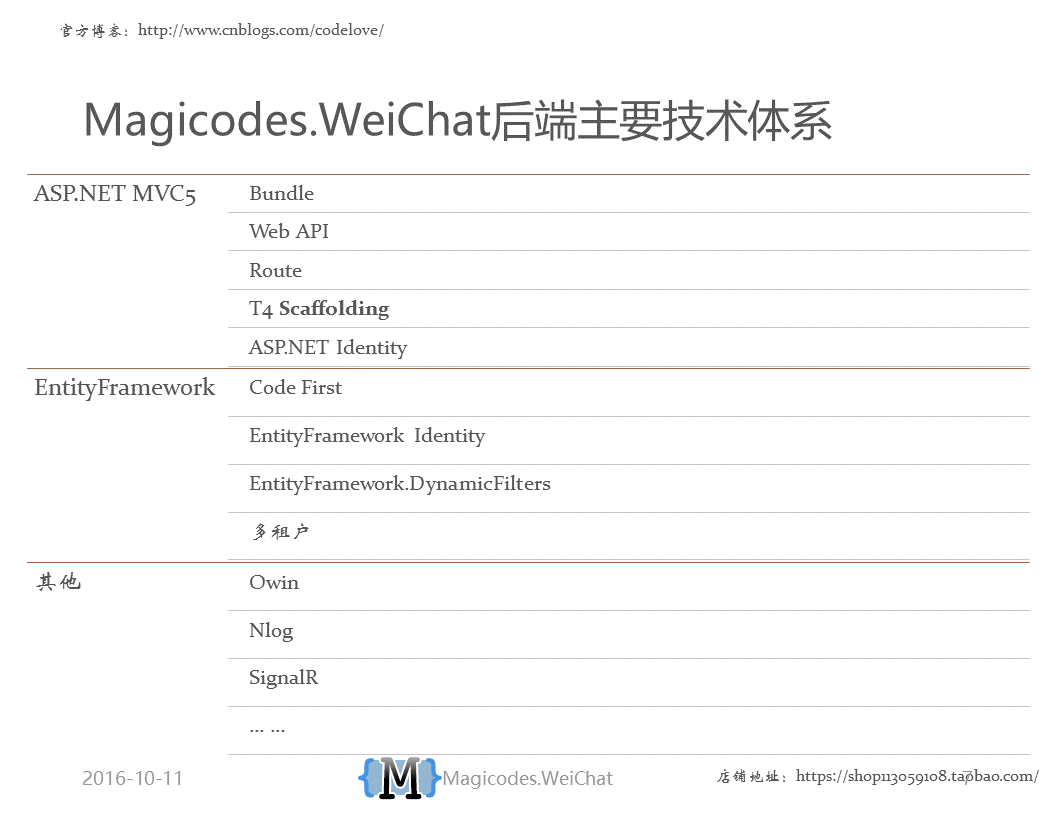 官方博客：http://www.cnblogs.com/codelove/
Magicodes.WeiChat后端主要技术体系
ASP.NET MVC5
Bundle
Web API
Route
T4 Scaffolding
ASP.NET Identity
EntityFramework
Code First
EntityFramework Identity
EntityFramework.DynamicFilters
多租户
其他
Owin
Nlog
SignalR
... ...
2016-10-11
{M}Magicodes.WeiChat
店铺地址：https://shop113059108.taobao.com/
7